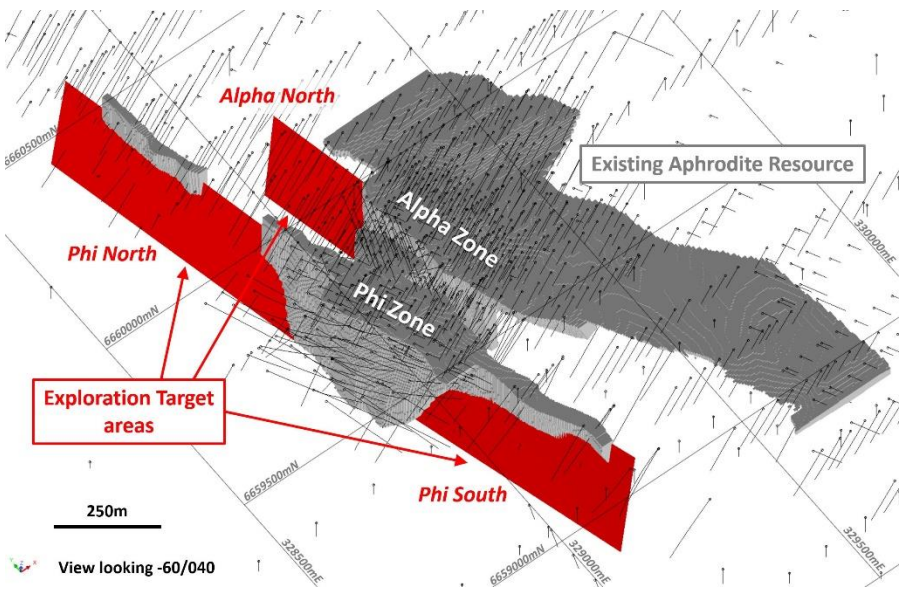 Alpha North
6660500mN
Existing Aphrodite Resource
Alpha Zone
330000mE
Phi North
Phi Zone
6660000mN
Exploration Target
areas
Phi South
6659500mN
250m
328500mE
329000mE
6659000mN
329500mE
View looking -60/040